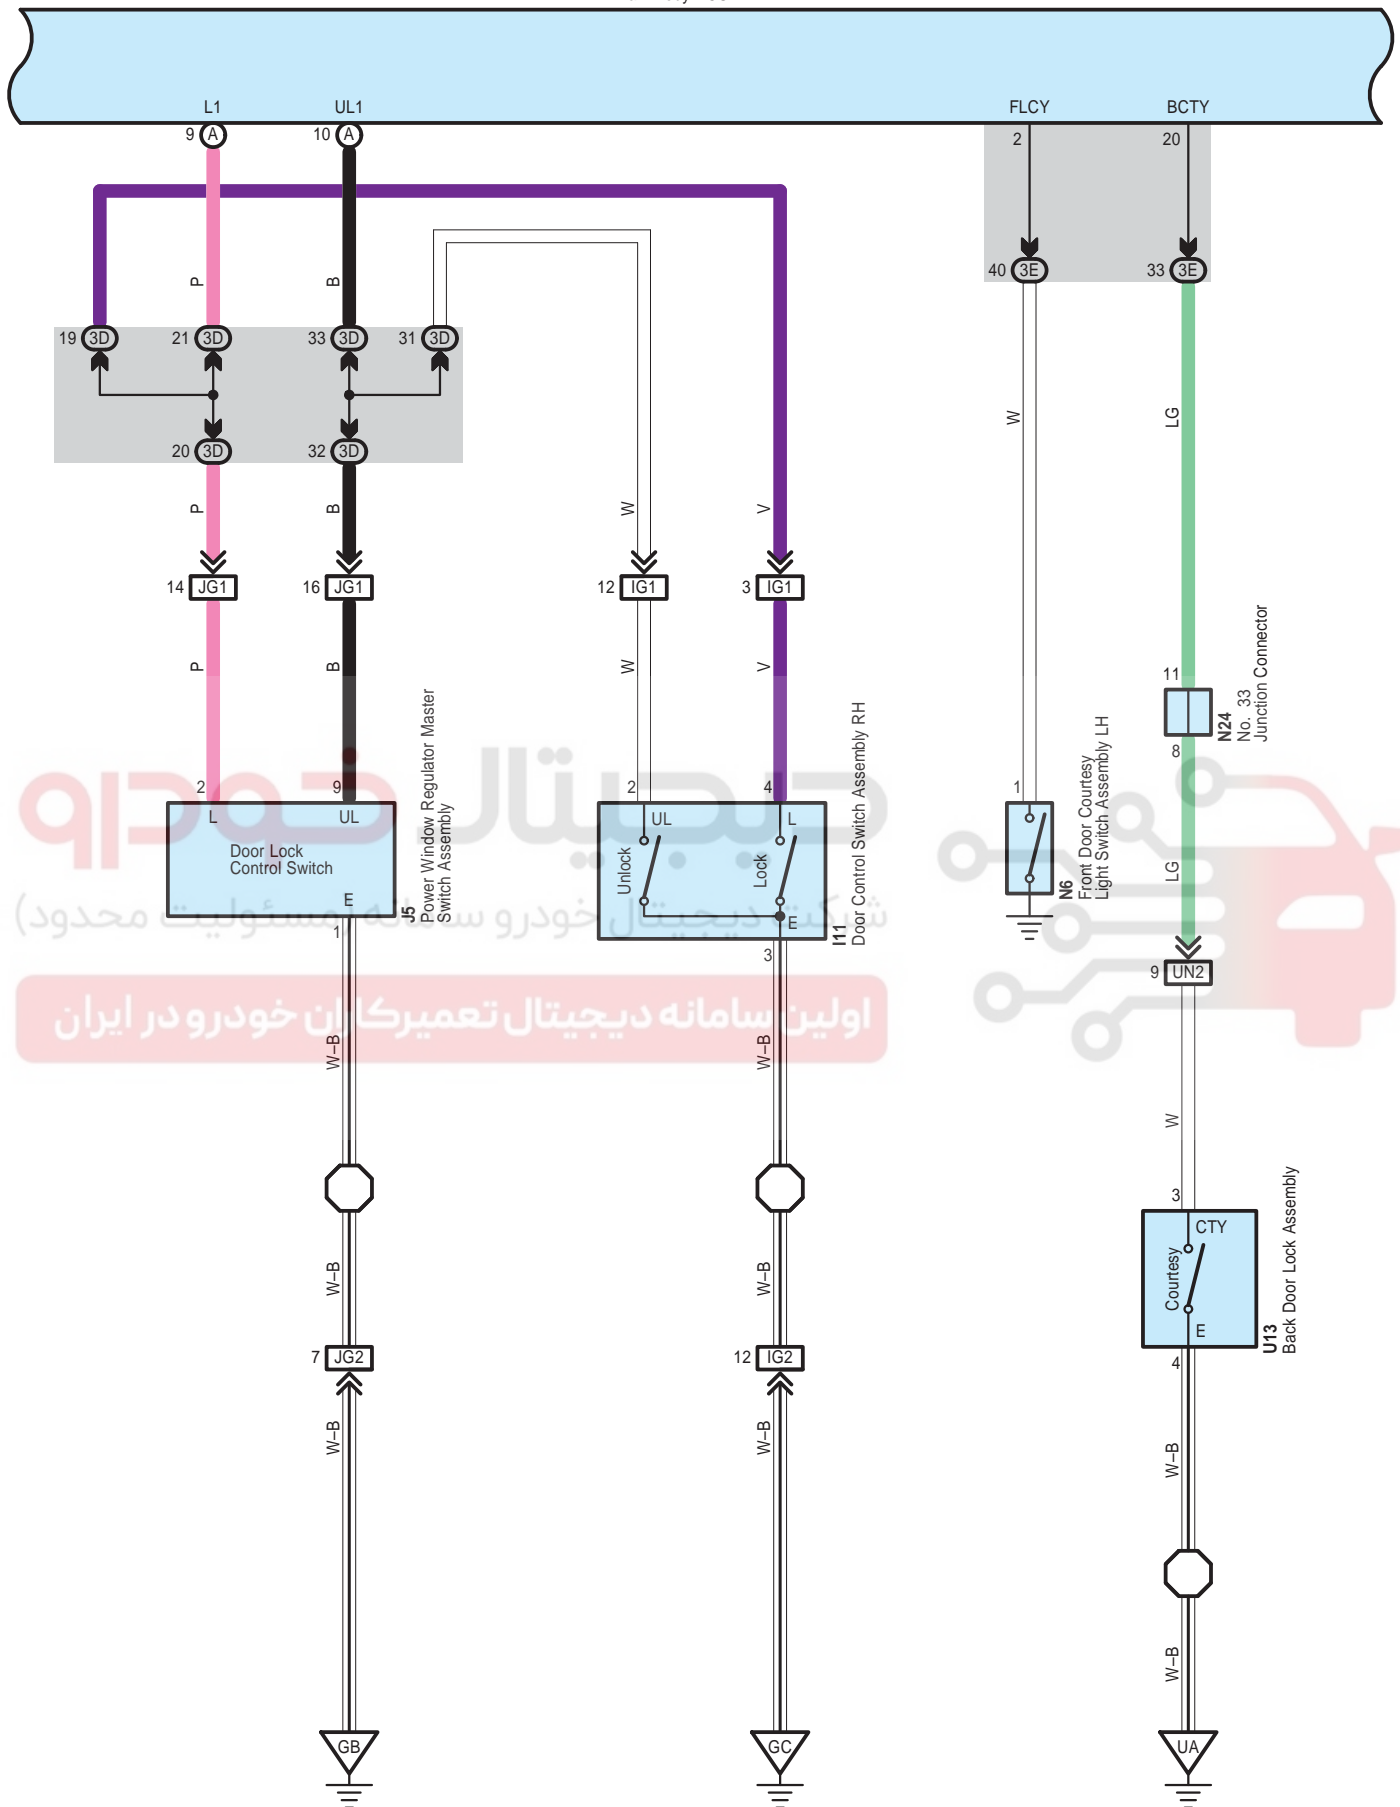 L1
UL1
FLCY
BCTY
9 A
10 A
2
20
P
B
40 3E
33 3E
19 3D
21 3D
33 3D
31 3D
W
LG
20 3D
32 3D
P
B
W
V
14 JG1
16 JG1
12 IG1
3 IG1
P
B
W
V
11
N24
No. 33
Junction Connector
8
2
9
2
4
1
L
UL
Door Lock
Control Switch
E
J5
Power Window Regulator Master
Switch Assembly
UL
L
Unlock
Lock
E
I11
Door Control Switch Assembly RH
N6
Front Door Courtesy
Light Switch Assembly LH
LG
دیجیتال خودرو
شرکت دیجیتال خودرو سامانه (مسئولیت محدود)
اولین سامانه دیجیتال تعمیرکاران خودرو در ایران
1
3
9 UN2
W–B
W–B
W
3
CTY
Courtesy
E
U13
Back Door Lock Assembly
4
W–B
W–B
7 JG2
12 IG2
W–B
W–B
W–B
W–B
GB
GC
UA